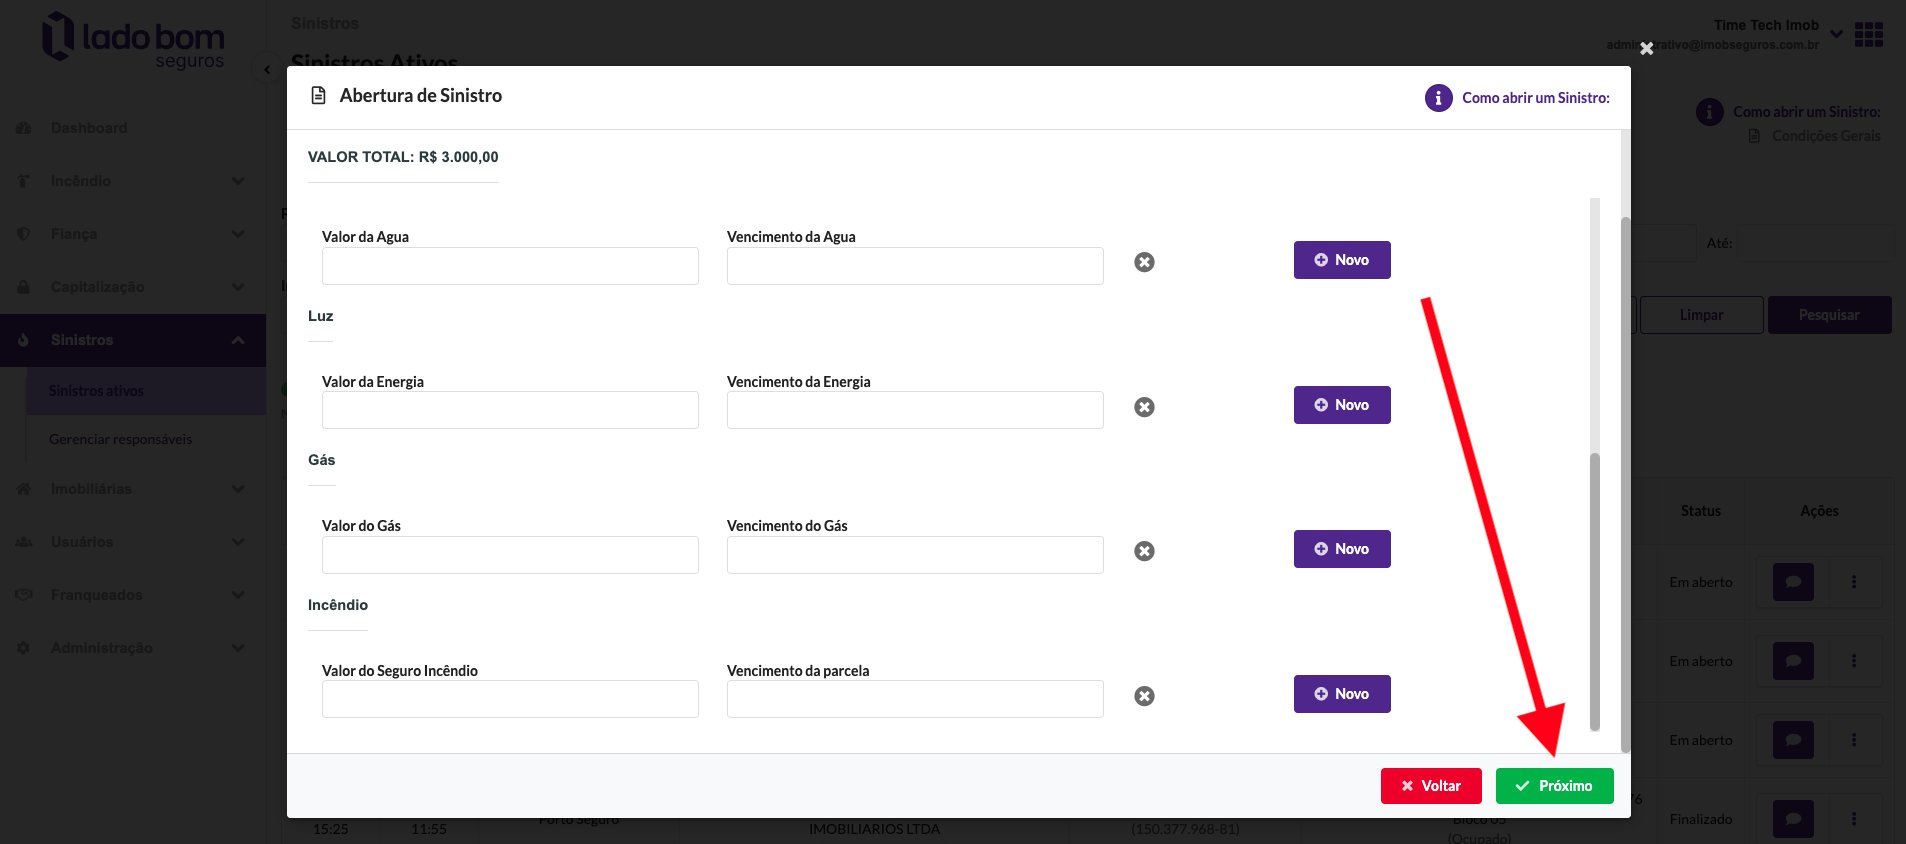 lado bom
seguros
Sinistros
Sinistros Ativos
Time Tech Imob
administrativo@imobseguros.com.br
Dashboard
Incêndio
Fiança
Capitalização
Sinistros
Sinistros ativos
Gerenciar responsáveis
Imobiliárias
Usuários
Franqueados
Administração
Abertura de Sinistro
Como abrir um Sinistro:
Como abrir um Sinistro:
Condições Gerais
VALOR TOTAL: R$ 3.000,00
Valor da Agua
Vencimento da Agua
Novo
Luz
Valor da Energia
Vencimento da Energia
Novo
Gás
Valor do Gás
Vencimento do Gás
Novo
Incêndio
Valor do Seguro Incêndio
Vencimento da parcela
Novo
Voltar
Próximo
Até:
Limpar
Pesquisar
Status
Ações
Em aberto
Em aberto
Em aberto
Finalizado
15:25
11:55
Porto Seguro
IMOBILIARIOS LTDA
(150.377.968-81)
Bloco 05
(Ocupado)